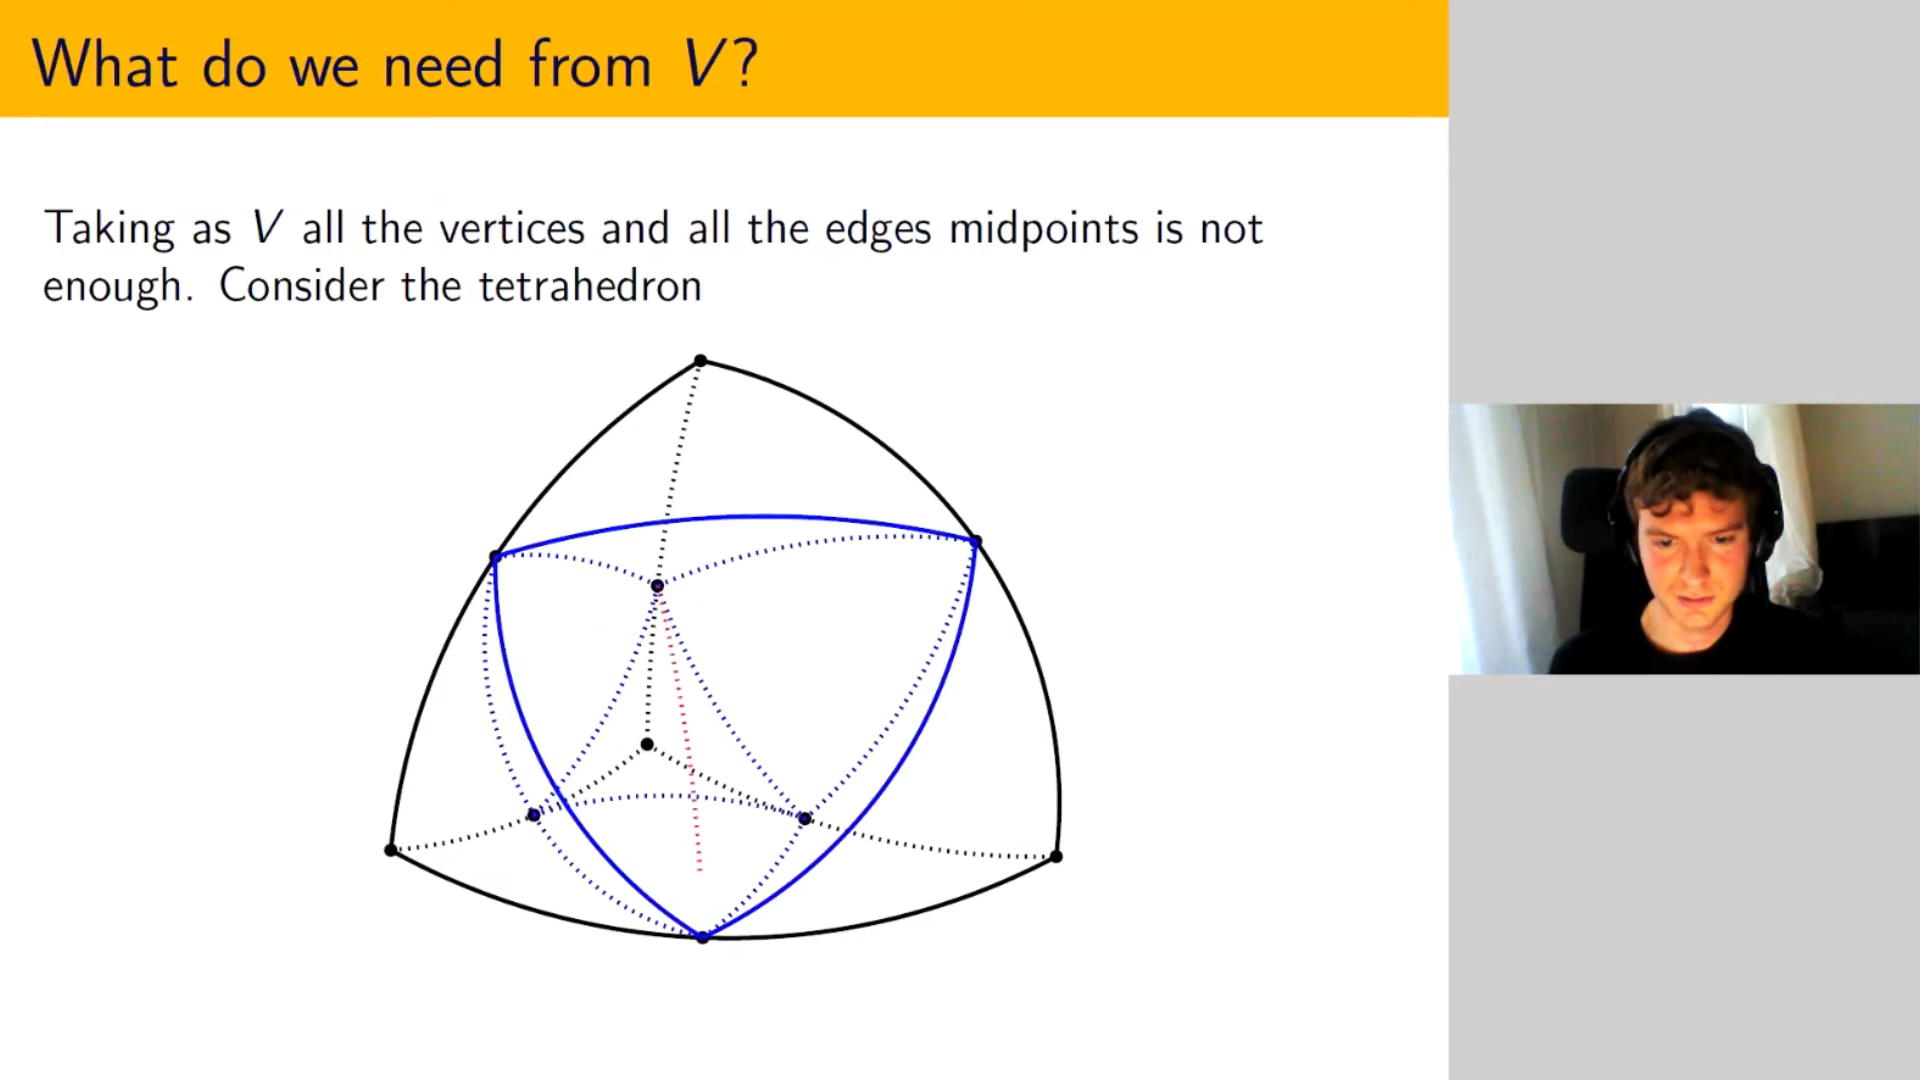 What do we need from V?
Taking as V all the vertices and all the edges midpoints is not
enough. Consider the tetrahedron